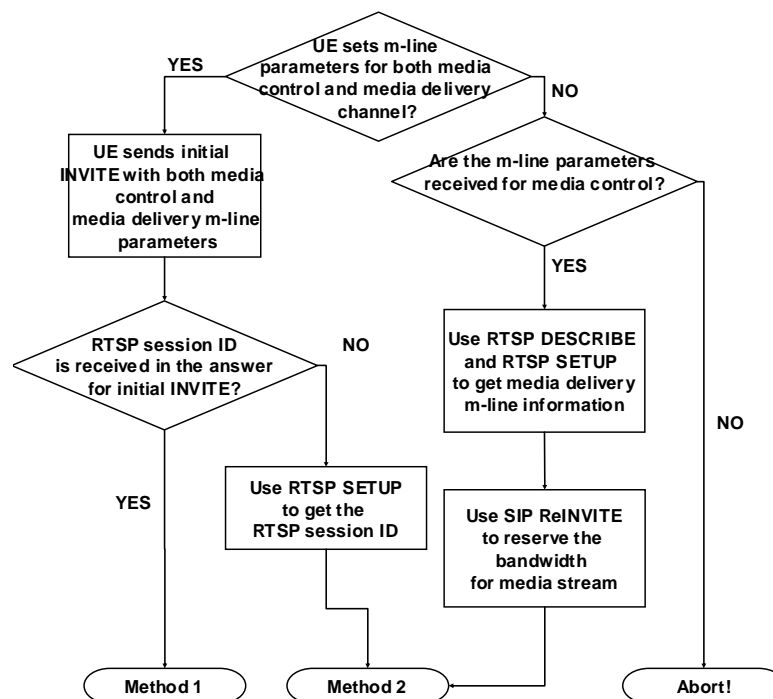 UE sets m-line
parameters for both media
control and media delivery
channel?
YES
NO
UE sends initial
INVITE with both media
control and
media delivery m-line
parameters
Are the m-line parameters
received for media control?
YES
RTSP session ID
is received in the answer
for initial INVITE?
NO
Use RTSP DESCRIBE
and RTSP SETUP
to get media delivery
m-line information
NO
YES
Use RTSP SETUP
to get the
RTSP session ID
Use SIP ReINVITE
to reserve the
bandwidth
for media stream
Method 1
Method 2
Abort!